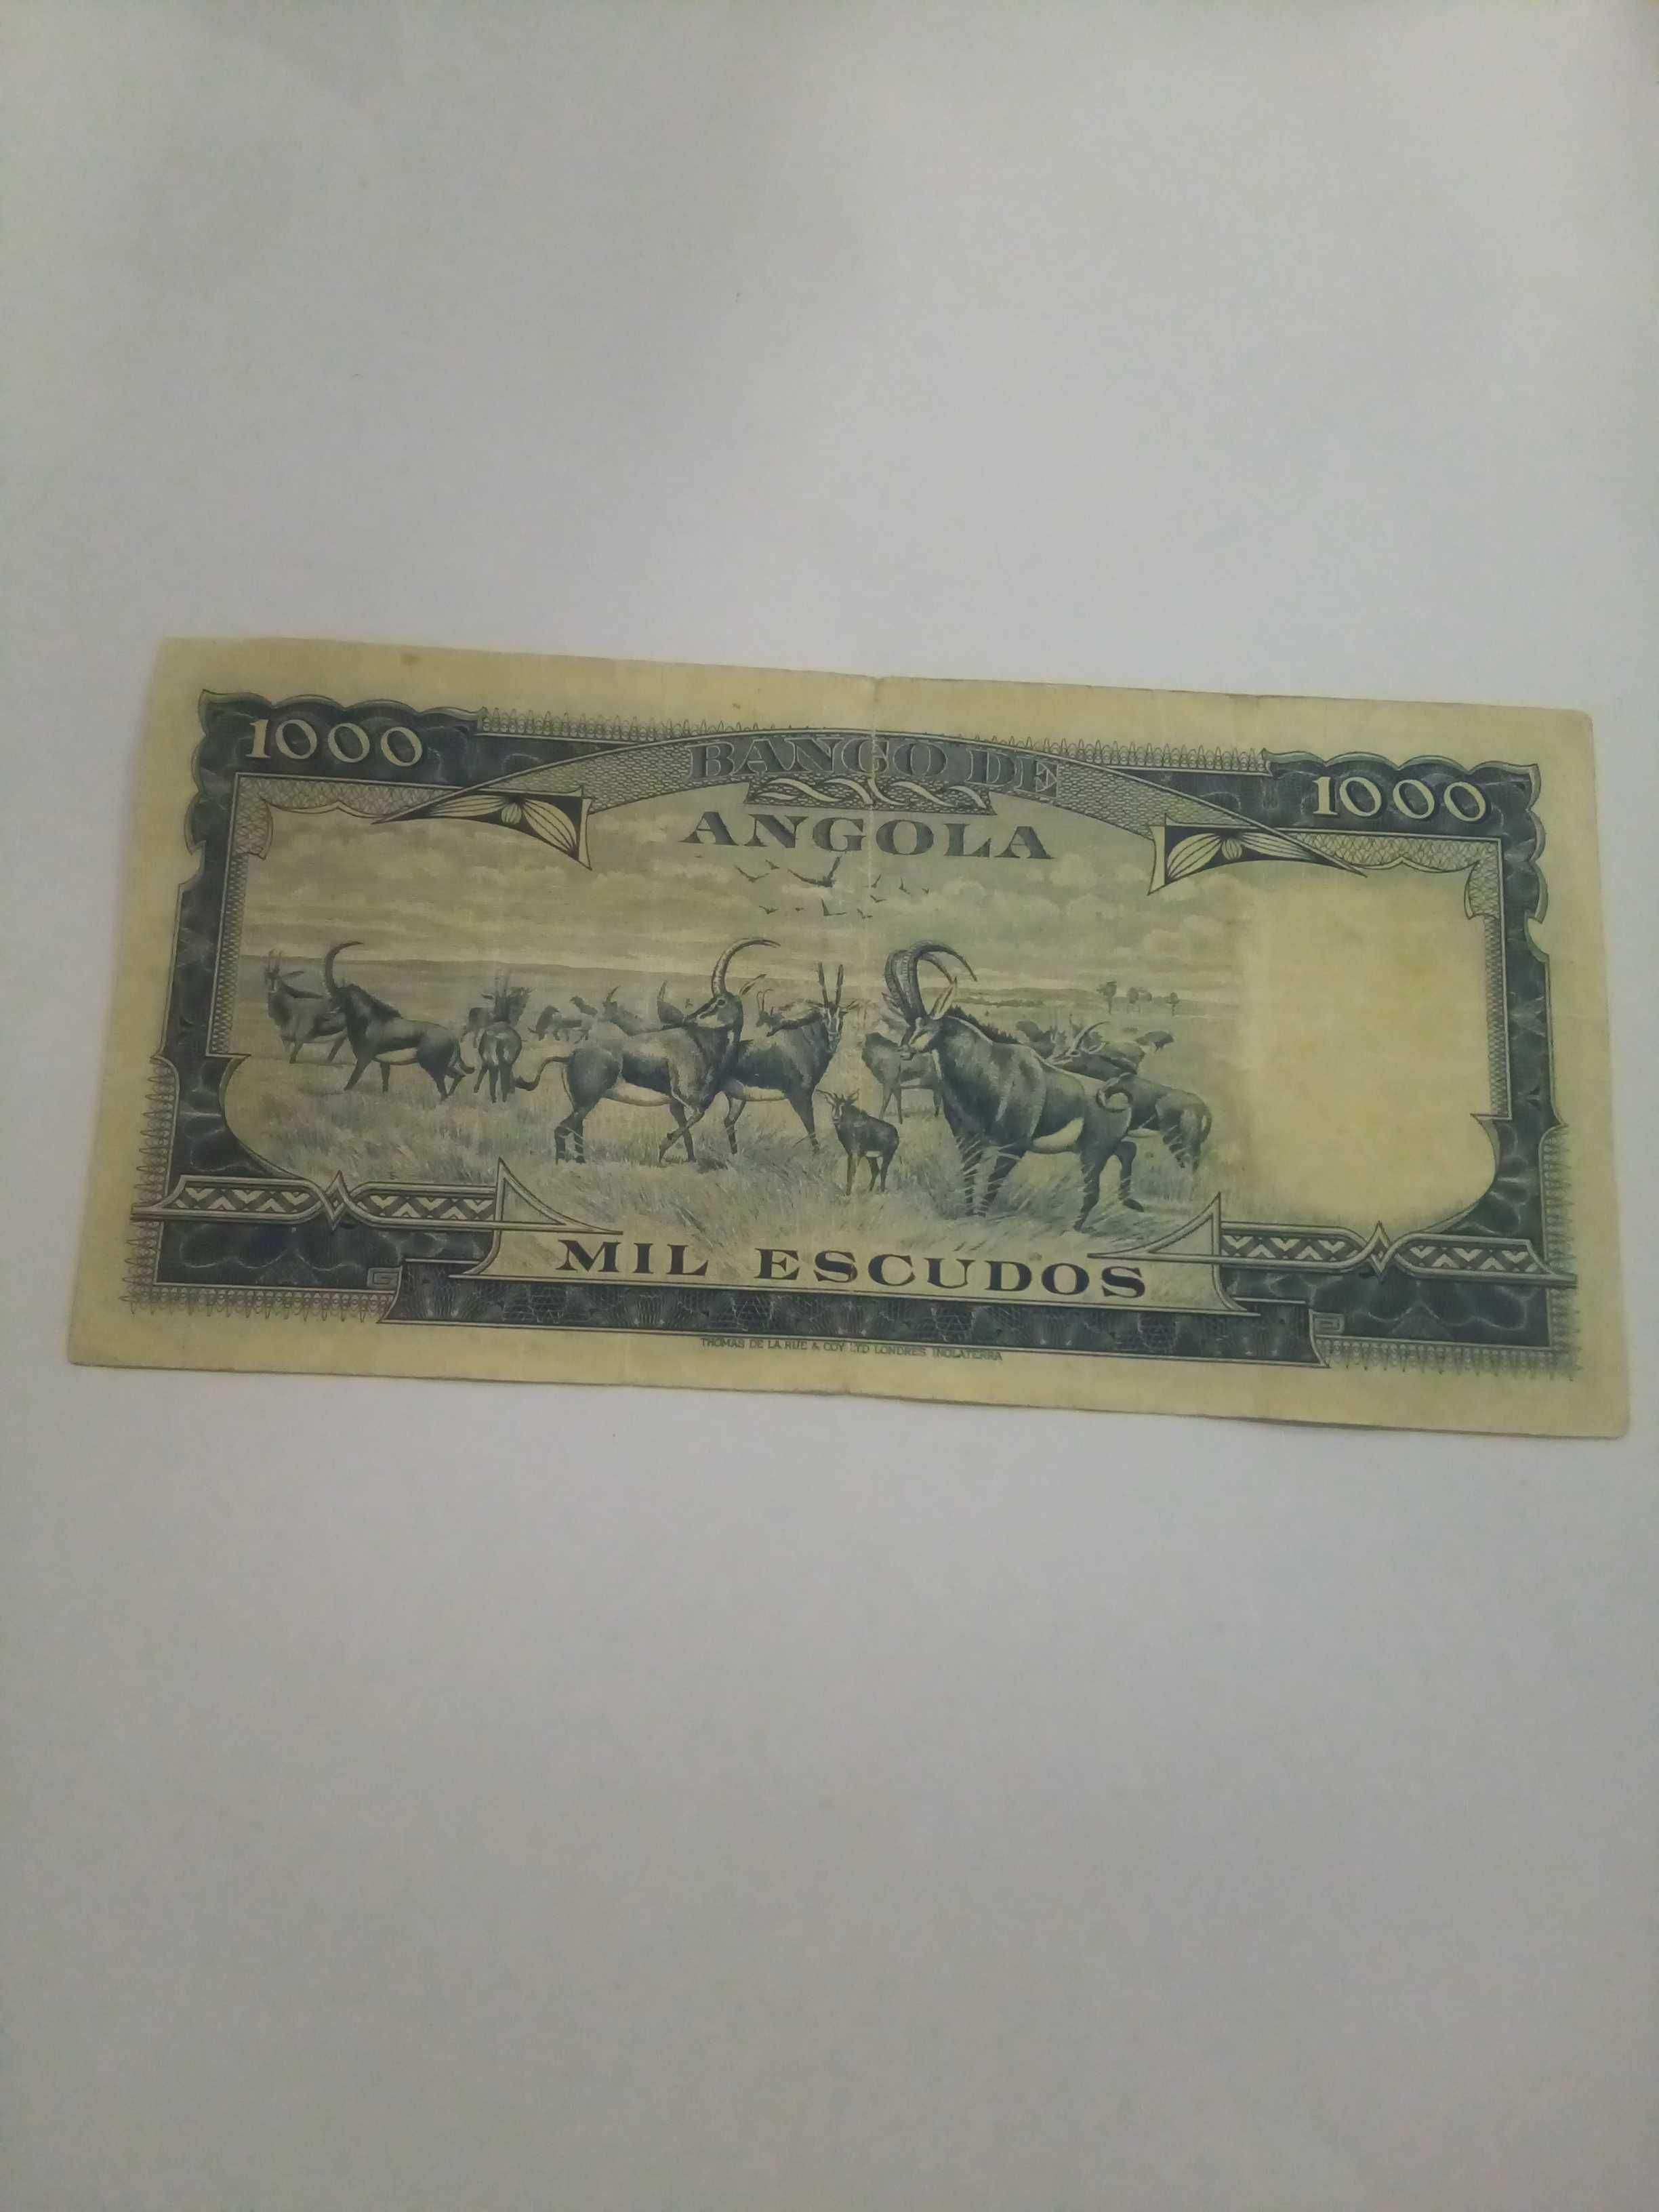 1000
1000
BANCO DE
ANGOLA
MIL ESCUDOS
THOMAS DE LA RUE & COY LTD LONDRES INGLATERRA